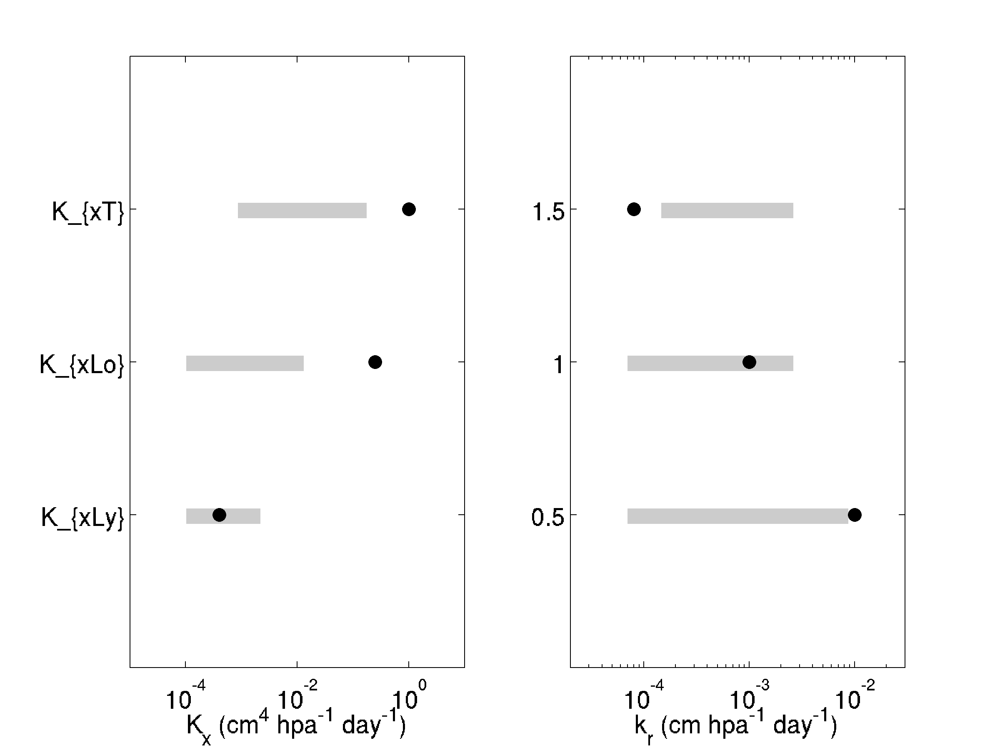 K_{xT}
K_{xLo}
K_{xLy}
10^-4 10^-2 10^0
K_x (cm^4 hpa^-1 day^-1)
1.5
1
0.5
10^-4 10^-3 10^-2
k_r (cm hpa^-1 day^-1)